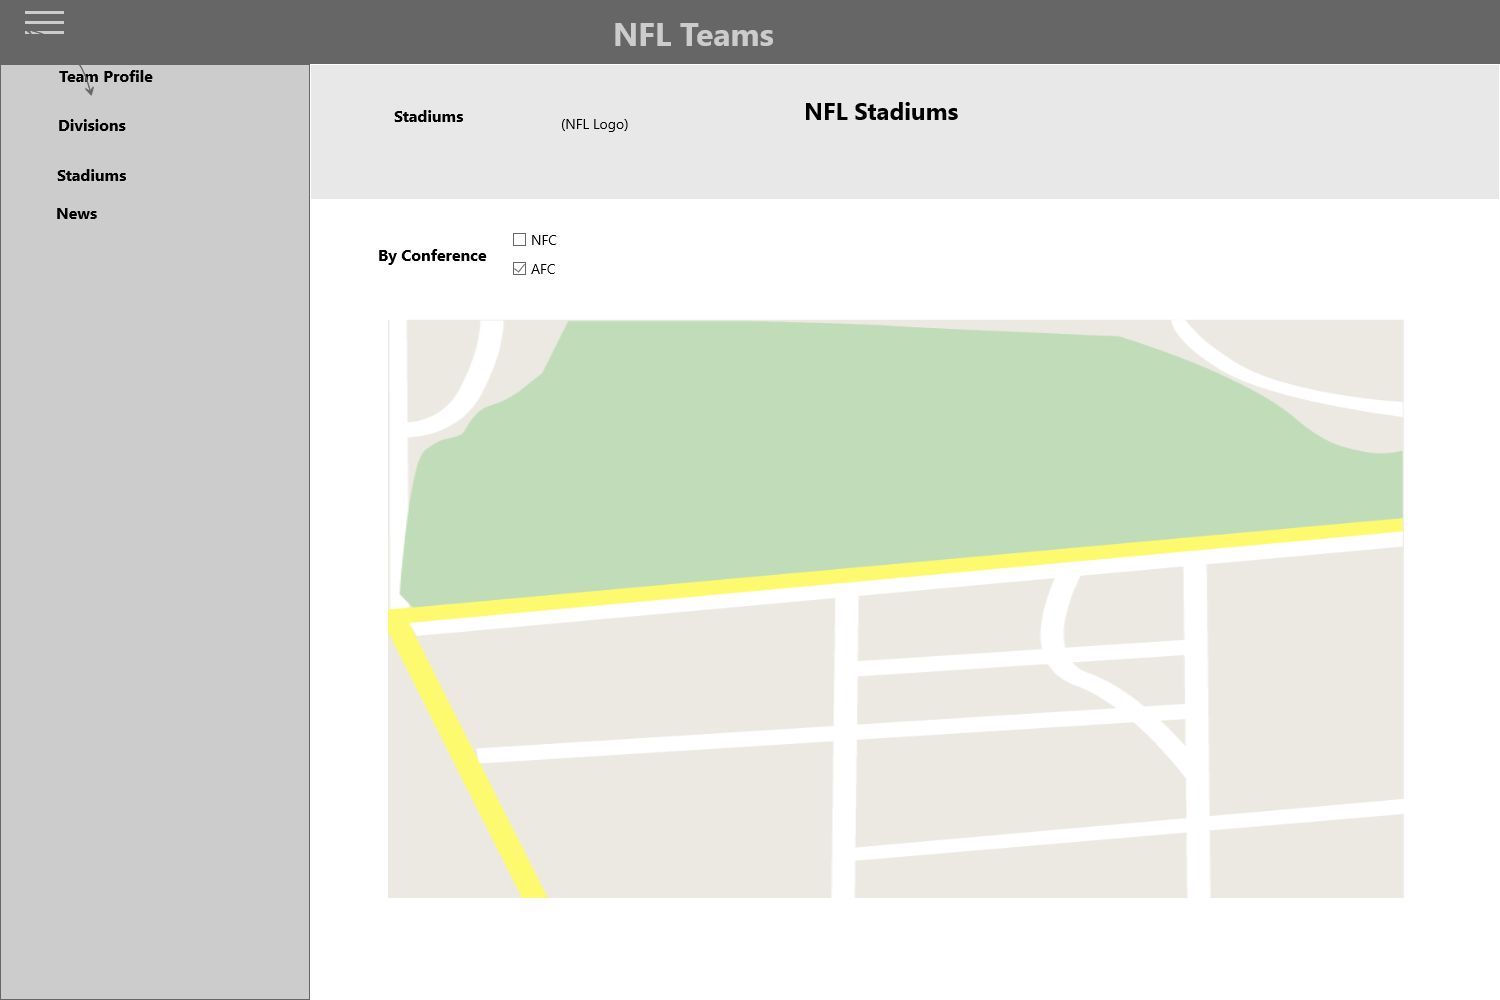 NFL Teams
Team Profile
Divisions
Stadiums
News
Stadiums
(NFL Logo)
NFL Stadiums
By Conference
NFC
AFC